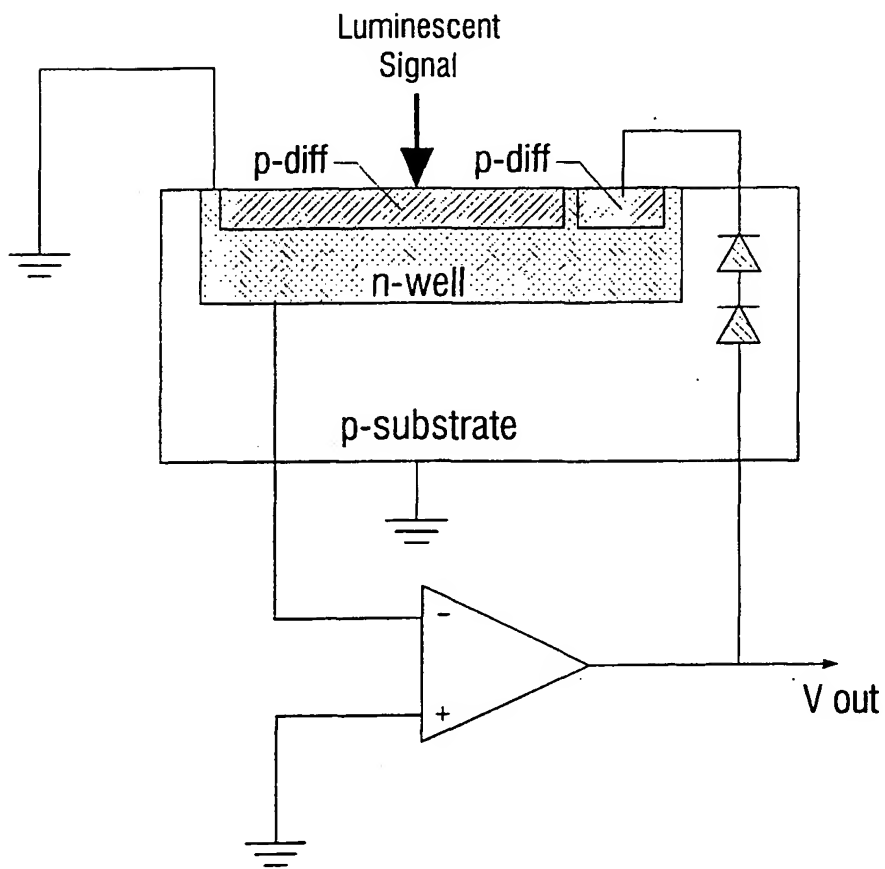 Luminescent
Signal
p-diff
p-diff
n-well
p-substrate
-
+
V out